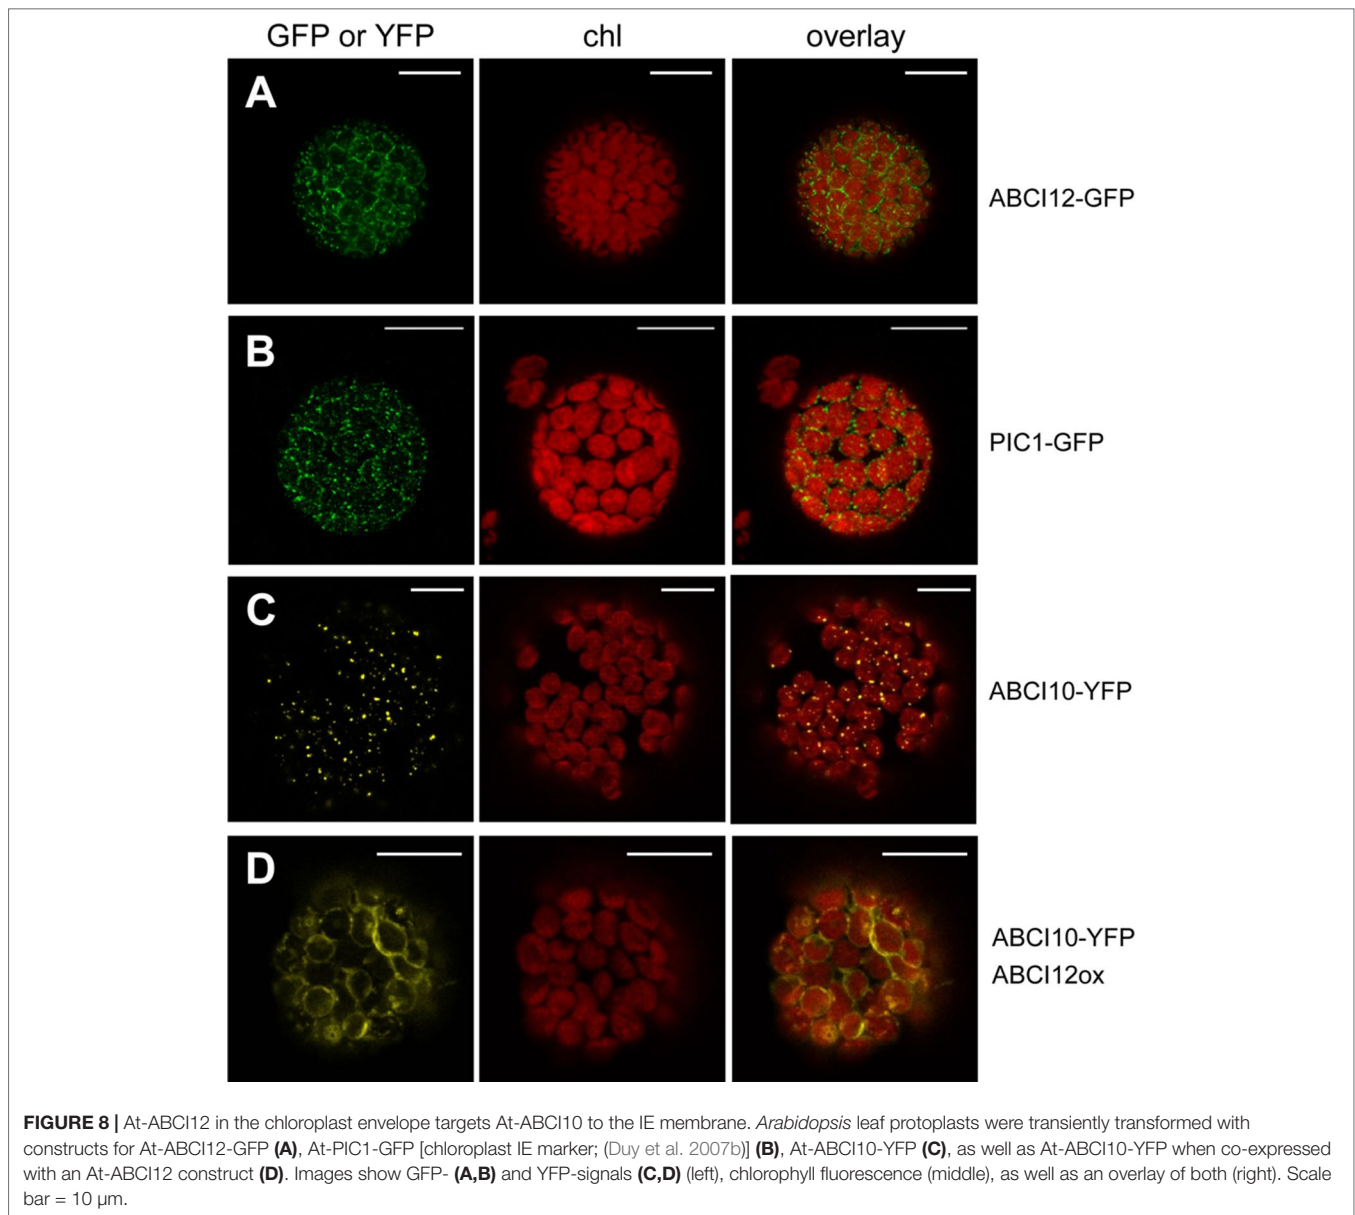 GFP or YFP chl overlay
A
ABCI12-GFP
B
PIC1-GFP
C
ABCI10-YFP
D
ABCI10-YFP
ABCI12ox
FIGURE 8 | At-ABCI12 in the chloroplast envelope targets At-ABCI10 to the IE membrane. Arabidopsis leaf protoplasts were transiently transformed with
constructs for At-ABCI12-GFP (A), At-PIC1-GFP [chloroplast IE marker; (Duy et al. 2007b)] (B), At-ABCI10-YFP (C), as well as At-ABCI10-YFP when co-expressed
with an At-ABCI12 construct (D). Images show GFP- (A,B) and YFP-signals (C,D) (left), chlorophyll fluorescence (middle), as well as an overlay of both (right). Scale
bar = 10 μm.